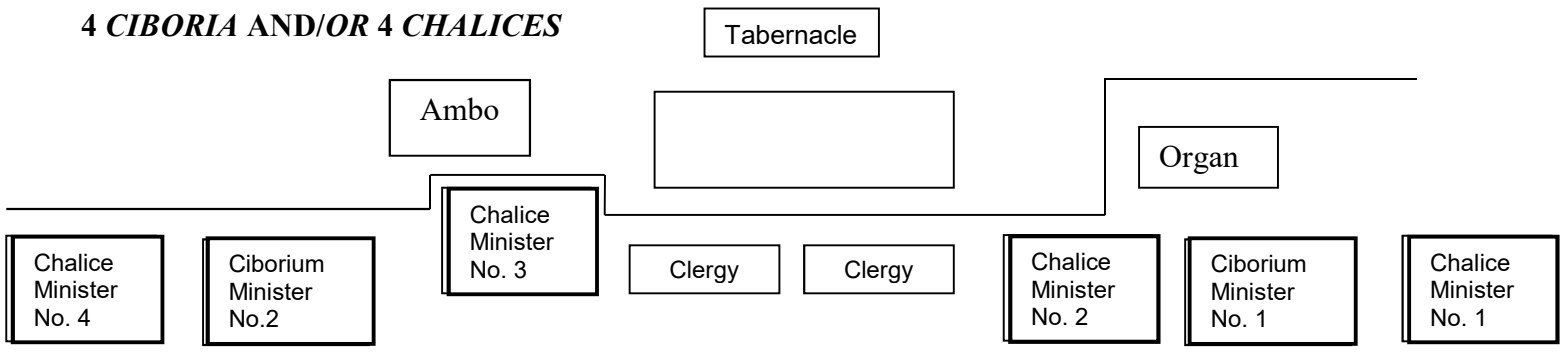 4 CIBORIA AND/OR 4 CHALICES
Tabernacle
Ambo
Organ
Chalice
Minister
No. 4
Ciborium
Minister
No.2
Chalice
Minister
No. 3
Clergy
Clergy
Chalice
Minister
No. 2
Ciborium
Minister
No. 1
Chalice
Minister
No. 1